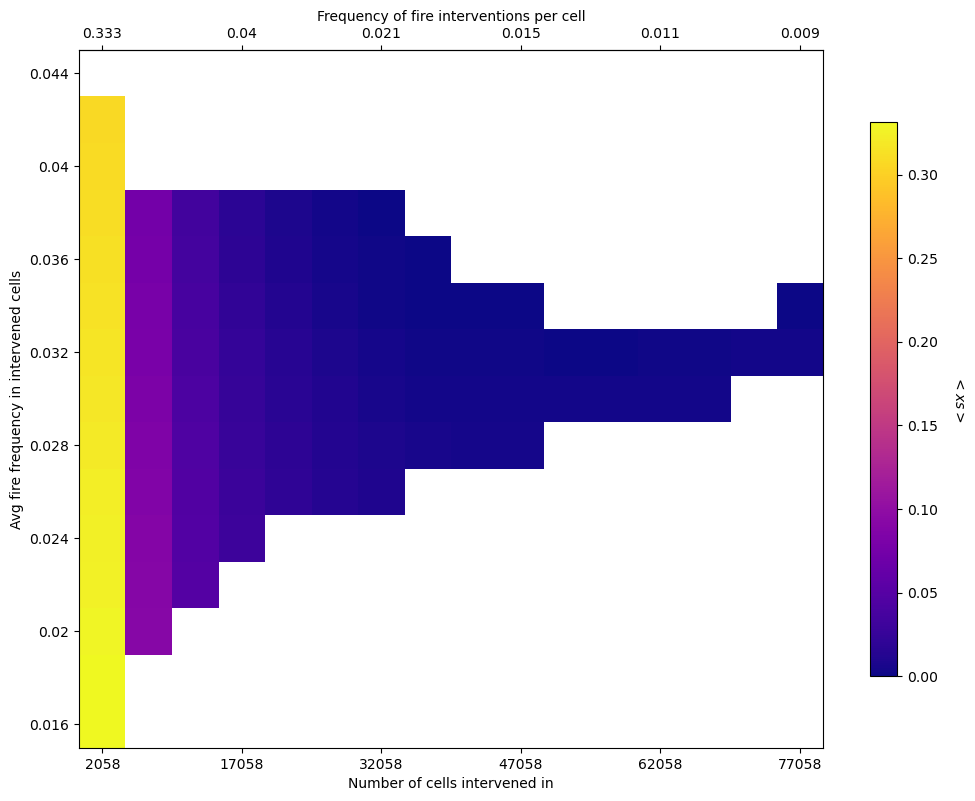 Frequency of fire interventions per cell
0.333 0.04 0.021 0.015 0.011 0.009
Avg fire frequency in intervened cells
0.044
0.04
0.036
0.032
0.028
0.024
0.02
0.016
2058 17058 32058 47058 62058 77058
Number of cells intervened in
0.30
0.25
0.20
0.15
0.10
0.05
0.00
< sx >